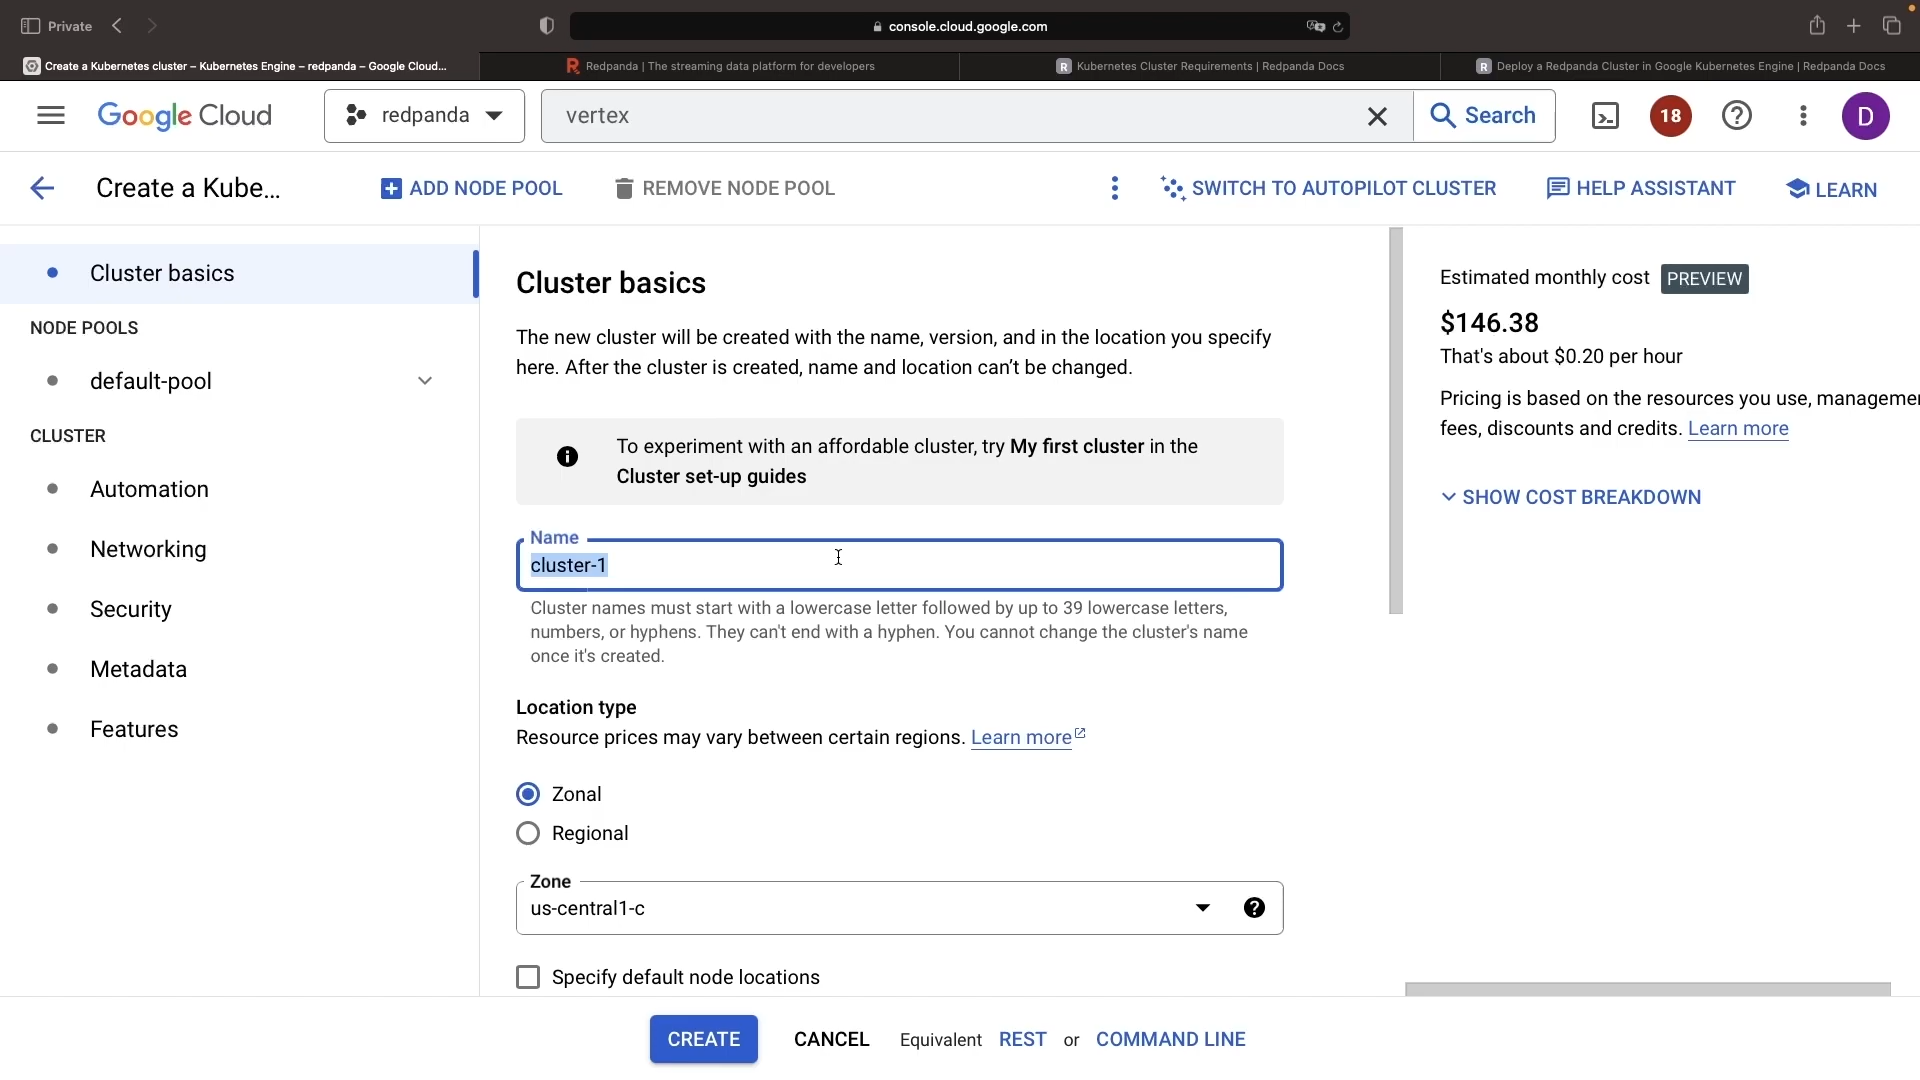 Private
console.cloud.google.com
Create a Kubernetes cluster – Kubernetes Engine – redpanda – Google Cloud...
Redpanda | The streaming data platform for developers
Kubernetes Cluster Requirements | Redpanda Docs
Deploy a Redpanda Cluster in Google Kubernetes Engine | Redpanda Docs
Google Cloud
redpanda
vertex
Search
18
D
Create a Kube...
ADD NODE POOL
REMOVE NODE POOL
SWITCH TO AUTOPILOT CLUSTER
HELP ASSISTANT
LEARN
Cluster basics
NODE POOLS
default-pool
CLUSTER
Automation
Networking
Security
Metadata
Features
Cluster basics
The new cluster will be created with the name, version, and in the location you specify
here. After the cluster is created, name and location can't be changed.
To experiment with an affordable cluster, try My first cluster in the
Cluster set-up guides
Name
cluster-1
Cluster names must start with a lowercase letter followed by up to 39 lowercase letters,
numbers, or hyphens. They can't end with a hyphen. You cannot change the cluster's name
once it's created.
Location type
Resource prices may vary between certain regions. Learn more
Zonal
Regional
Zone
us-central1-c
Specify default node locations
Estimated monthly cost PREVIEW
$146.38
That's about $0.20 per hour
Pricing is based on the resources you use, managemen
fees, discounts and credits. Learn more
SHOW COST BREAKDOWN
CREATE
CANCEL
Equivalent REST or COMMAND LINE